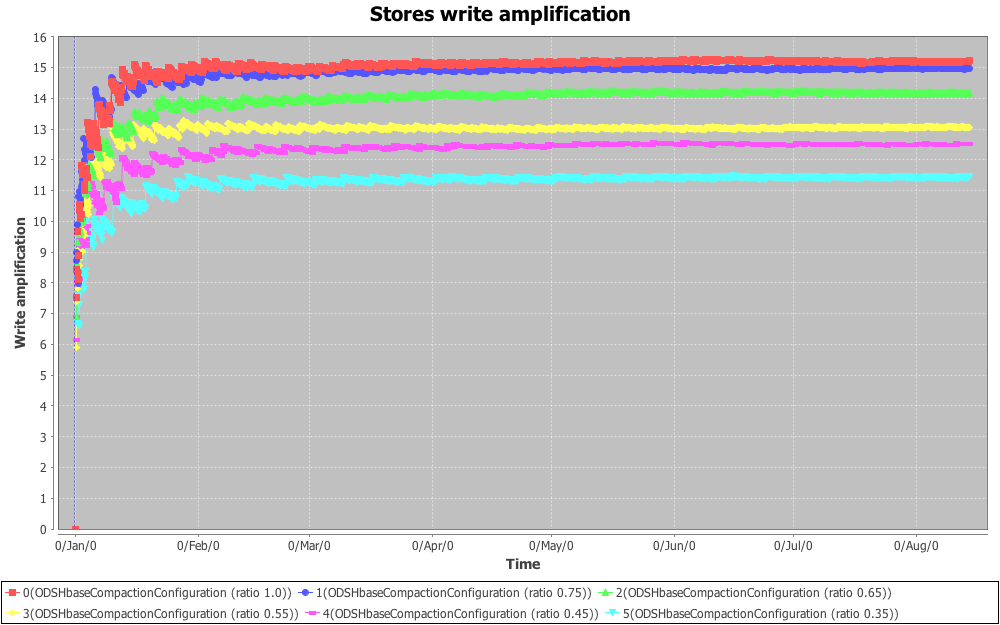 Stores write amplification
16
15
14
13
12
11
10
9
8
7
6
5
4
3
2
1
0
Write amplification
0/Jan/0 0/Feb/0 0/Mar/0 0/Apr/0 0/May/0 0/Jun/0 0/Jul/0 0/Aug/0
Time
0(ODSHbaseCompactionConfiguration (ratio 1.0)) 1(ODSHbaseCompactionConfiguration (ratio 0.75)) 2(ODSHbaseCompactionConfiguration (ratio 0.65))
3(ODSHbaseCompactionConfiguration (ratio 0.55)) 4(ODSHbaseCompactionConfiguration (ratio 0.45)) 5(ODSHbaseCompactionConfiguration (ratio 0.35))